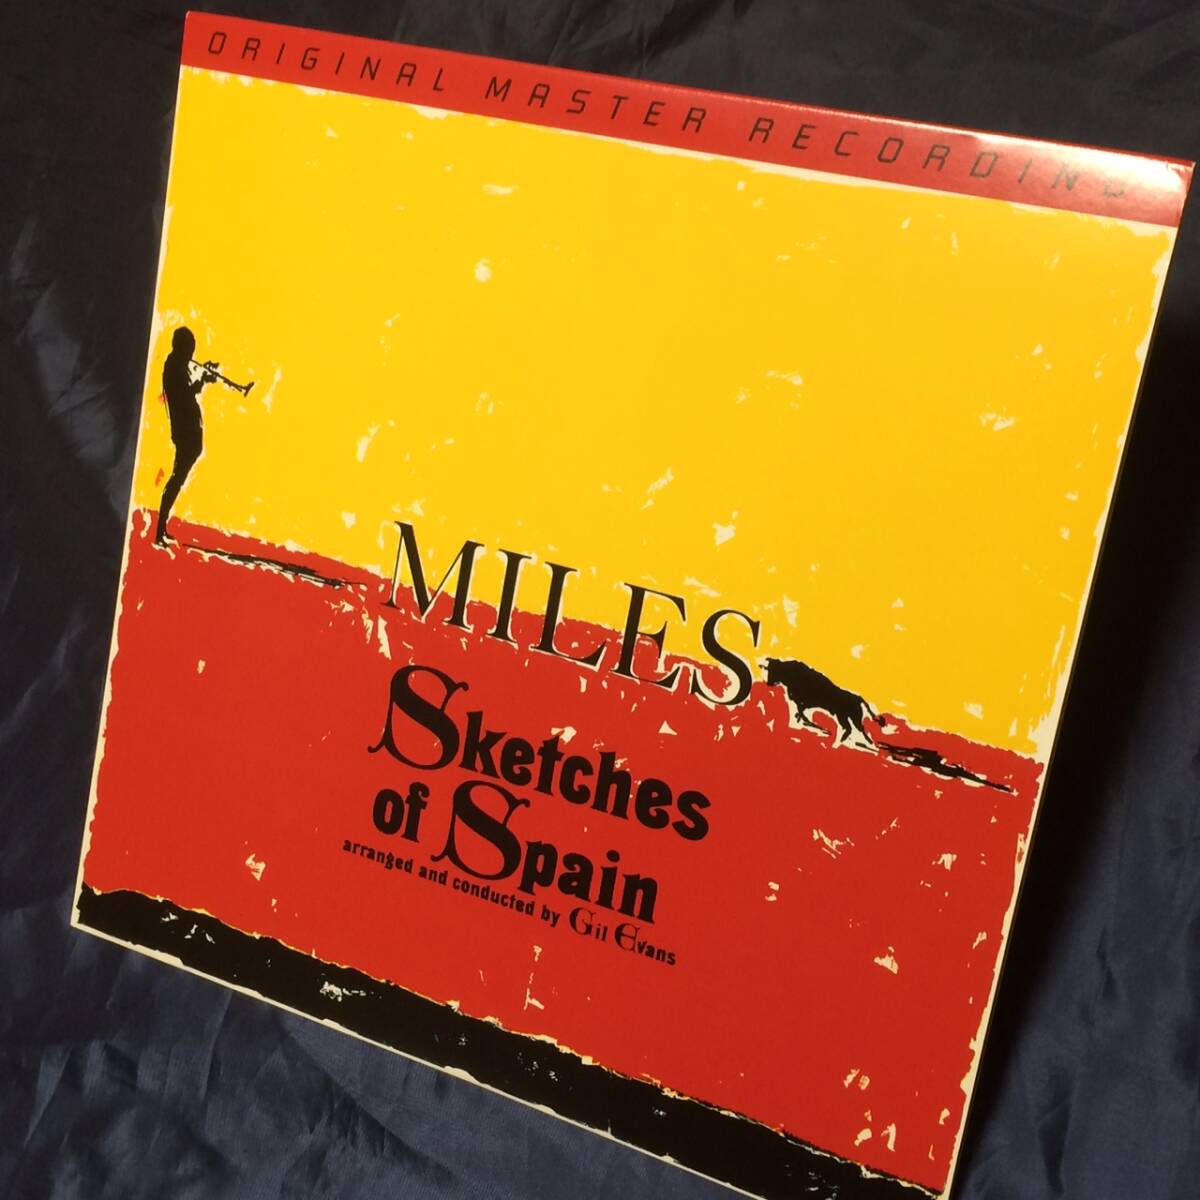 ORIGINAL MASTER RECORDING
MILES
Sketches
of Spain
arranged and conducted by Gil Evans